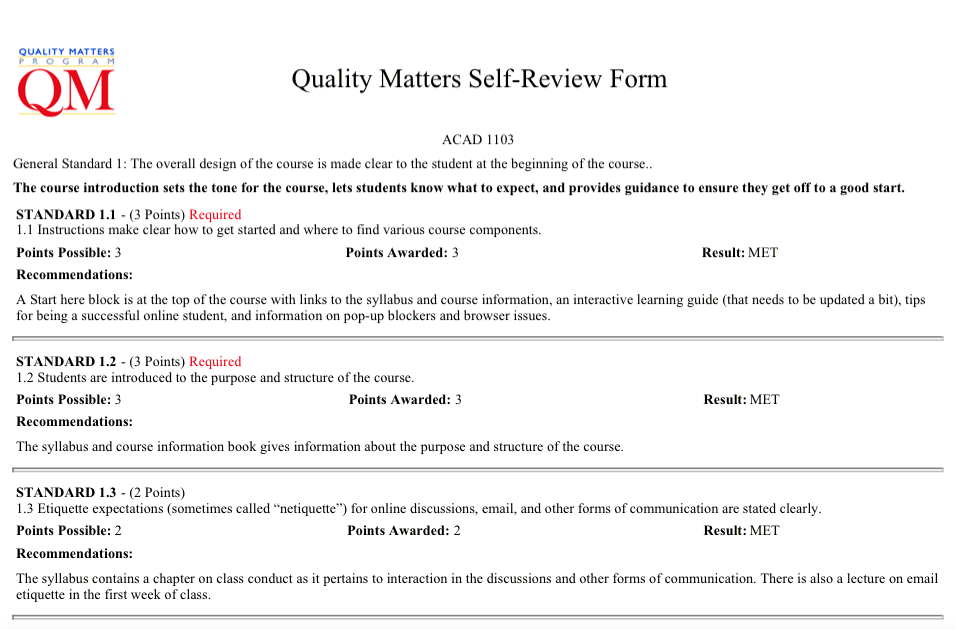 QUALITY MATTERS
PROGRAM
QM
Quality Matters Self-Review Form
ACAD 1103
General Standard 1: The overall design of the course is made clear to the student at the beginning of the course..
The course introduction sets the tone for the course, lets students know what to expect, and provides guidance to ensure they get off to a good start.
STANDARD 1.1 - (3 Points) Required
1.1 Instructions make clear how to get started and where to find various course components.
Points Possible: 3 Points Awarded: 3 Result: MET
Recommendations:
A Start here block is at the top of the course with links to the syllabus and course information, an interactive learning guide (that needs to be updated a bit), tips
for being a successful online student, and information on pop-up blockers and browser issues.
STANDARD 1.2 - (3 Points) Required
1.2 Students are introduced to the purpose and structure of the course.
Points Possible: 3 Points Awarded: 3 Result: MET
Recommendations:
The syllabus and course information book gives information about the purpose and structure of the course.
STANDARD 1.3 - (2 Points)
1.3 Etiquette expectations (sometimes called “netiquette”) for online discussions, email, and other forms of communication are stated clearly.
Points Possible: 2 Points Awarded: 2 Result: MET
Recommendations:
The syllabus contains a chapter on class conduct as it pertains to interaction in the discussions and other forms of communication. There is also a lecture on email
etiquette in the first week of class.